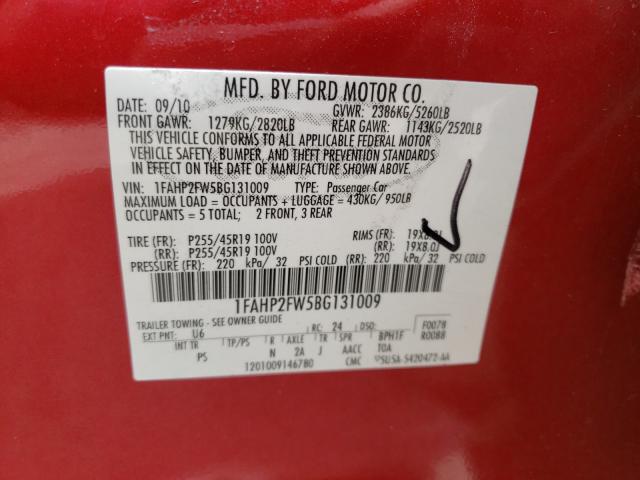 MFD. BY FORD MOTOR CO.
DATE: 09/10 GVWR: 2386KG/5260LB
FRONT GAWR: 1279KG/2820LB REAR GAWR: 1143KG/2520LB
THIS VEHICLE CONFORMS TO ALL APPLICABLE FEDERAL MOTOR
VEHICLE SAFETY, BUMPER, AND THEFT PREVENTION STANDARDS
IN EFFECT ON THE DATE OF MANUFACTURE SHOWN ABOVE.
VIN: 1FAHP2FW5BG131009 TYPE: Passenger Car
MAXIMUM LOAD = OCCUPANTS + LUGGAGE = 430KG/950LB
OCCUPANTS = 5 TOTAL; 2 FRONT, 3 REAR
TIRE (FR): P255/45R19 100V RIMS (FR): 19X8.0J
(RR): P255/45R19 100V (RR): 19X8.0J
PRESSURE (FR): 220 kPa/ 32 PSI COLD (RR): 220 kPa/ 32 PSI COLD
1FAHP2FW5BG131009
TRAILER TOWING - SEE OWNER GUIDE
EXT PNT: U6 RC: 24 DSO: F0078
R0088
INT TR TP/PS R AXLE TR SPR BPH1F
PS N 2A J AACC TOA
1201009146780 CMC